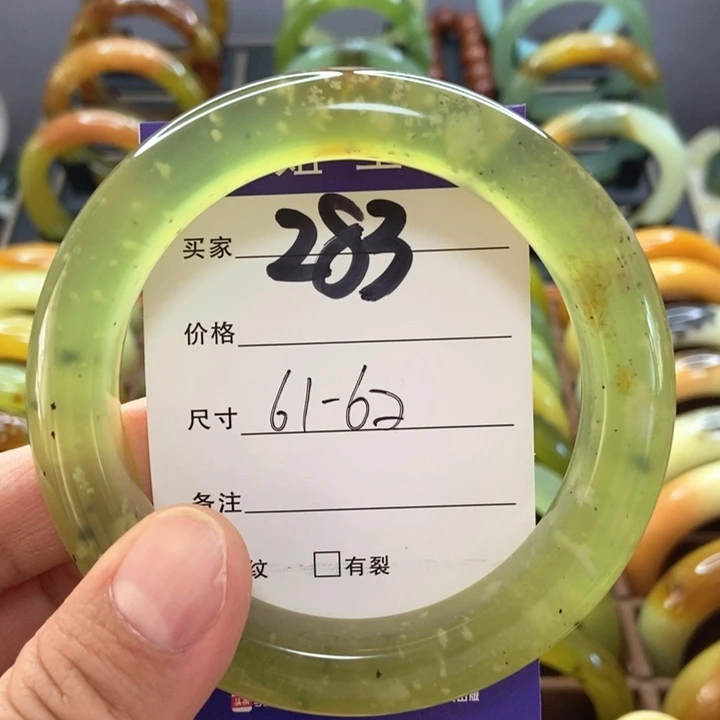 买家 283
价格
尺寸 61-62
备注
纹 □有裂